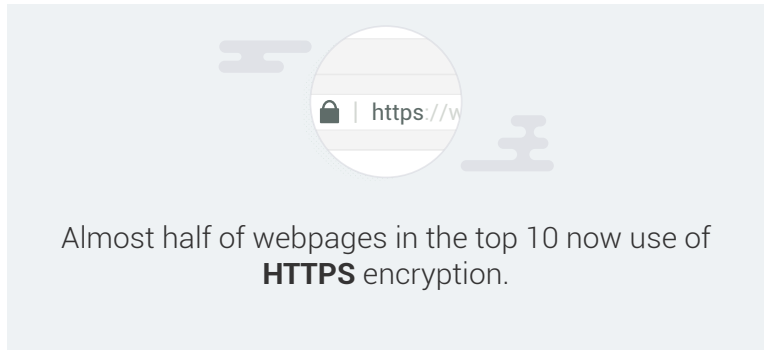 https://w
Almost half of webpages in the top 10 now use of
HTTPS encryption.